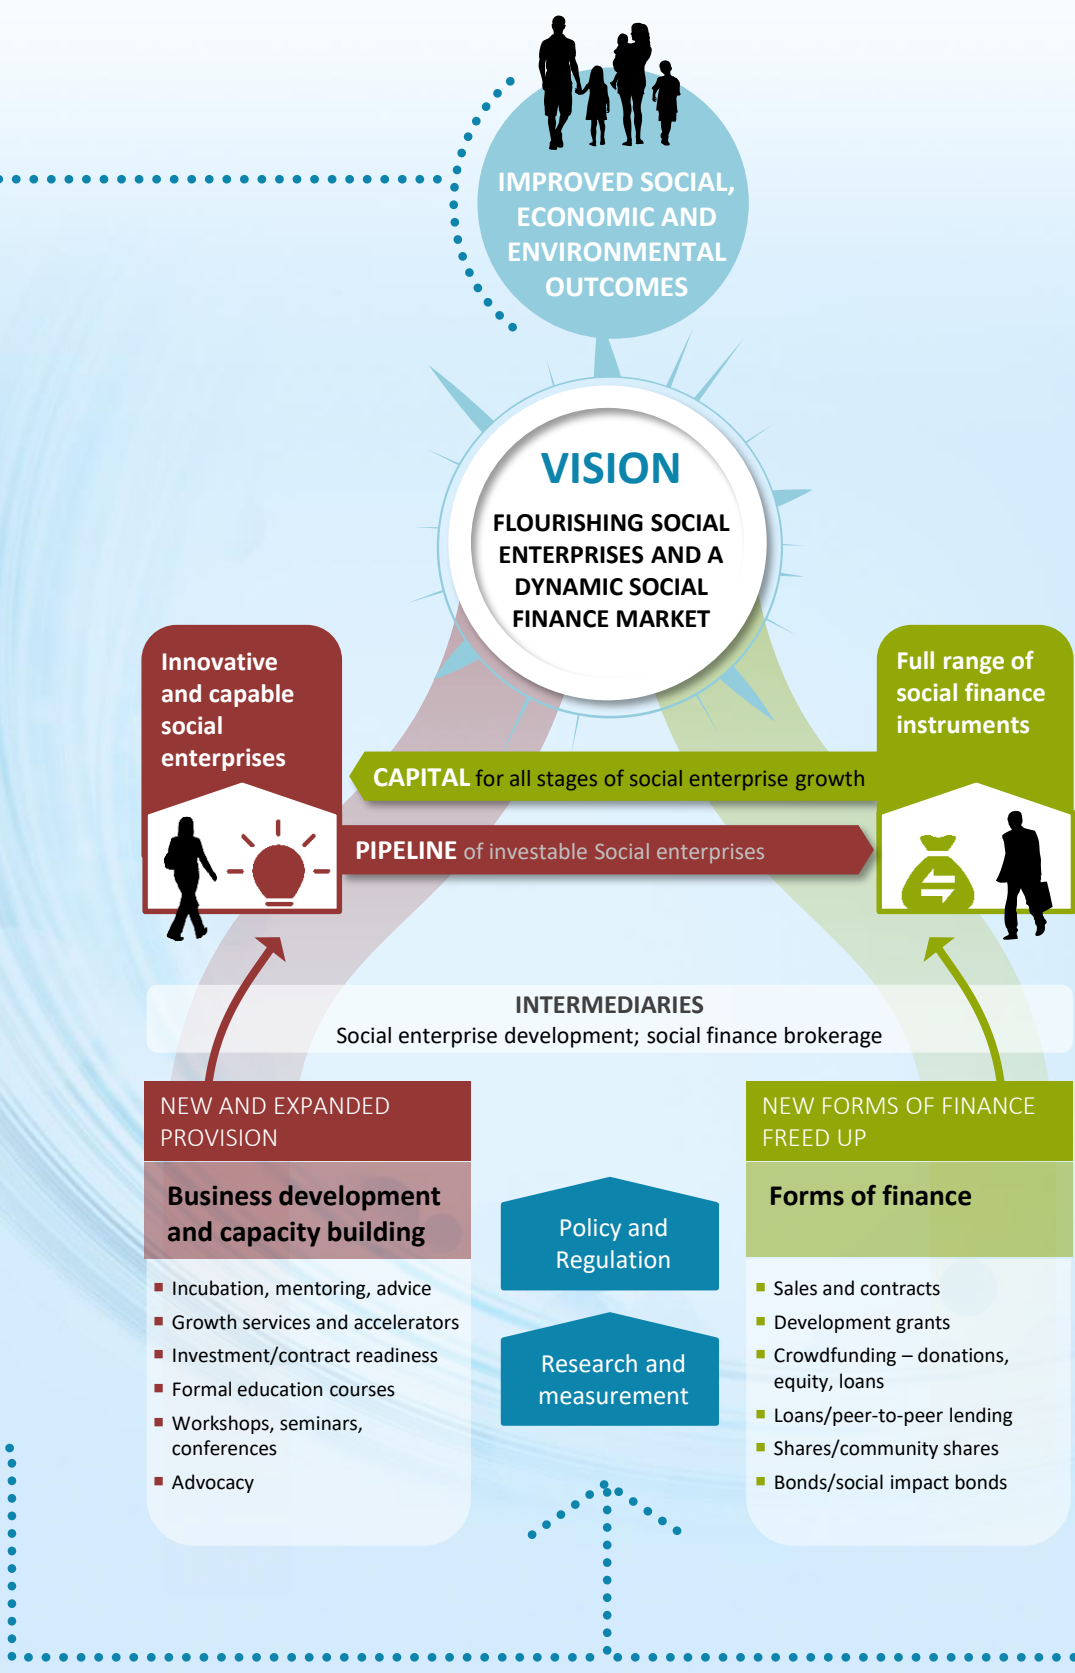 IMPROVED SOCIAL,
ECONOMIC AND
ENVIRONMENTAL
OUTCOMES
VISION
FLOURISHING SOCIAL
ENTERPRISES AND A
DYNAMIC SOCIAL
FINANCE MARKET
Innovative
and capable
social
enterprises
Full range of
social finance
instruments
CAPITAL for all stages of social enterprise growth
PIPELINE of investable Social enterprises
INTERMEDIARIES
Social enterprise development; social finance brokerage
NEW AND EXPANDED
PROVISION
Business development
and capacity building
▪ Incubation, mentoring, advice
▪ Growth services and accelerators
▪ Investment/contract readiness
▪ Formal education courses
▪ Workshops, seminars,
conferences
▪ Advocacy
Policy and
Regulation
Research and
measurement
NEW FORMS OF FINANCE
FREED UP
Forms of finance
▪ Sales and contracts
▪ Development grants
▪ Crowdfunding – donations,
equity, loans
▪ Loans/peer-to-peer lending
▪ Shares/community shares
▪ Bonds/social impact bonds